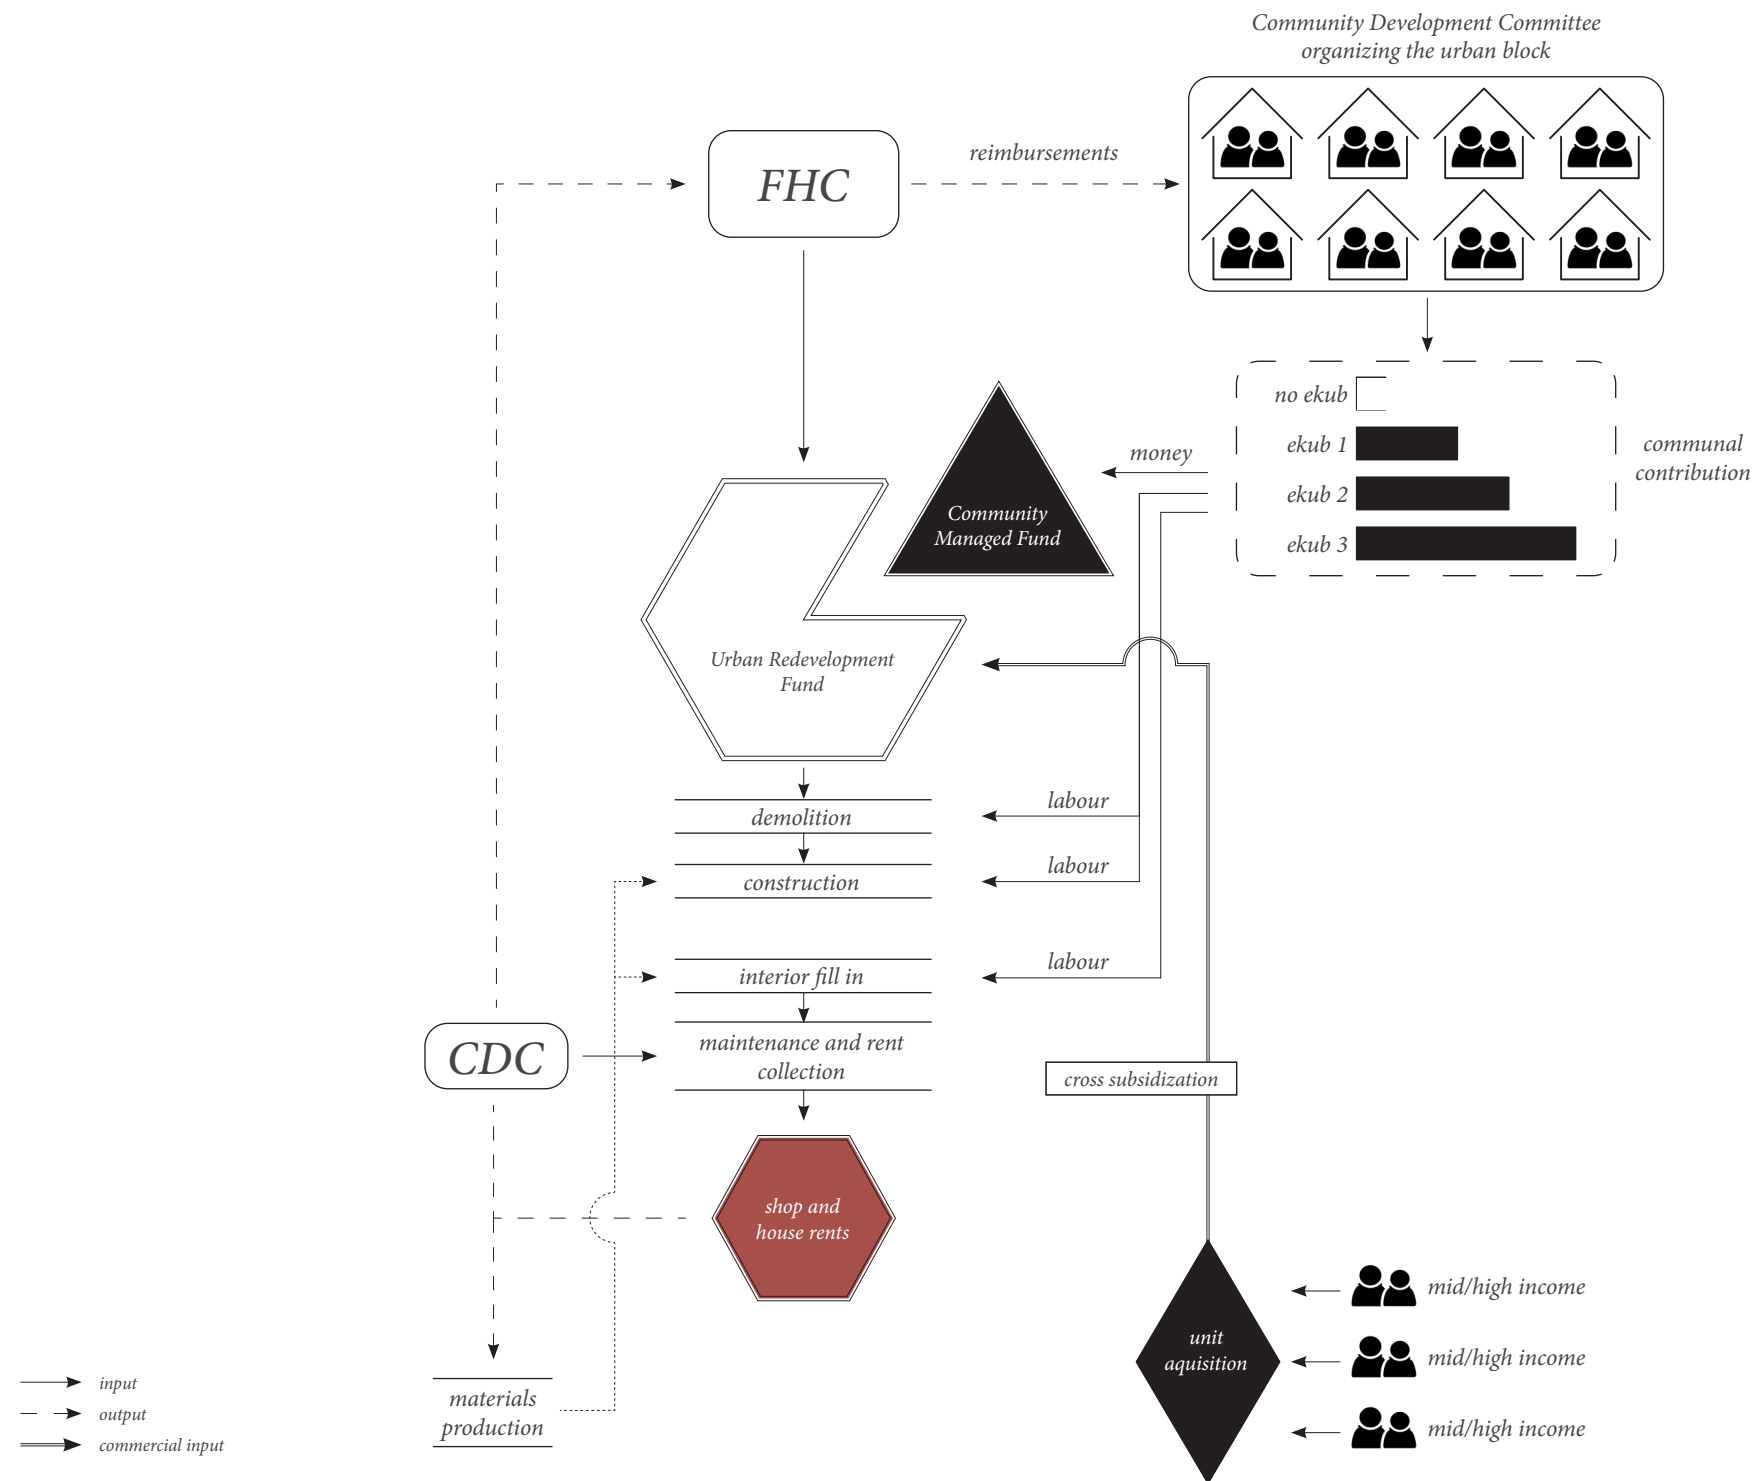 Community Development Committee
organizing the urban block
FHC
reimbursements
no ekub
ekub 1
ekub 2
ekub 3
communal
contribution
money
Community
Managed Fund
Urban Redevelopment
Fund
demolition
labour
construction
labour
interior fill in
labour
CDC
maintenance and rent
collection
cross subsidization
shop and
house rents
unit
aquisition
mid/high income
mid/high income
mid/high income
materials
production
input
output
commercial input